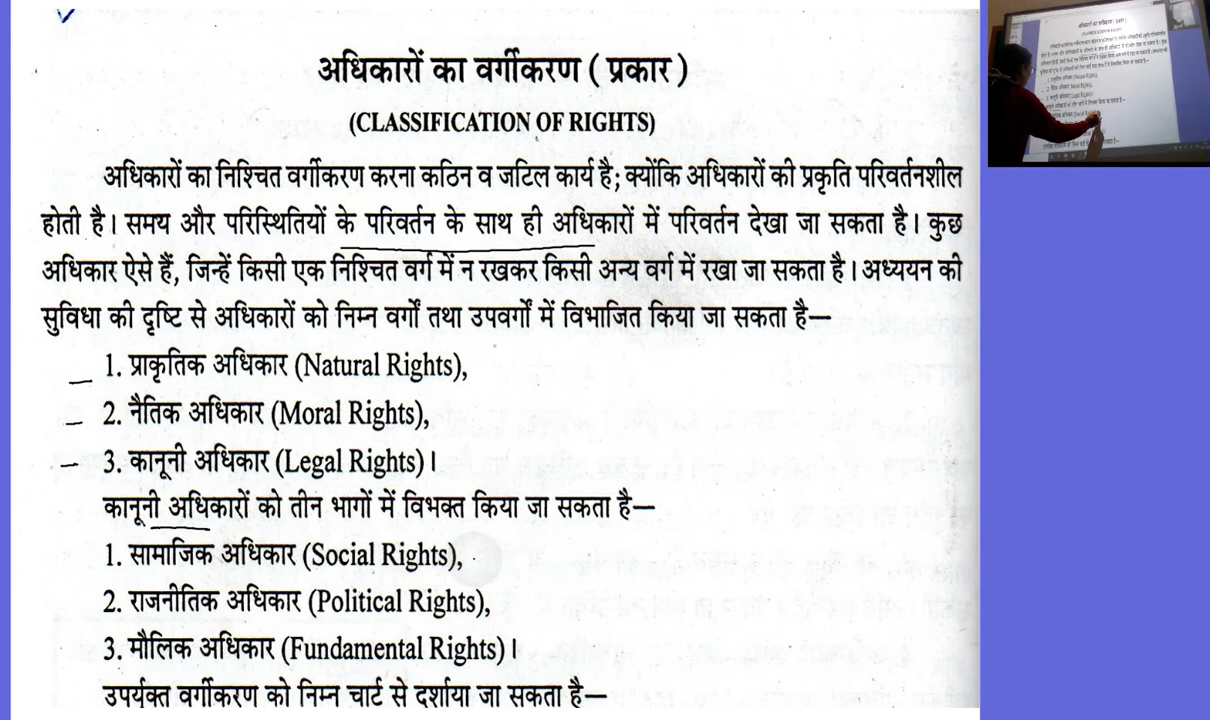 अधिकारों का वर्गीकरण ( प्रकार )
(CLASSIFICATION OF RIGHTS)
अधिकारों का निश्चित वर्गीकरण करना कठिन व जटिल कार्य है; क्योंकि अधिकारों की प्रकृति परिवर्तनशील
होती है। समय और परिस्थितियों के परिवर्तन के साथ ही अधिकारों में परिवर्तन देखा जा सकता है। कुछ
अधिकार ऐसे हैं, जिन्हें किसी एक निश्चित वर्ग में न रखकर किसी अन्य वर्ग में रखा जा सकता है। अध्ययन की
सुविधा की दृष्टि से अधिकारों को निम्न वर्गों तथा उपवर्गों में विभाजित किया जा सकता है—
1. प्राकृतिक अधिकार (Natural Rights),
2. नैतिक अधिकार (Moral Rights),
3. कानूनी अधिकार (Legal Rights)।
कानूनी अधिकारों को तीन भागों में विभक्त किया जा सकता है—
1. सामाजिक अधिकार (Social Rights),
2. राजनीतिक अधिकार (Political Rights),
3. मौलिक अधिकार (Fundamental Rights)।
उपर्युक्त वर्गीकरण को निम्न चार्ट से दर्शाया जा सकता है—